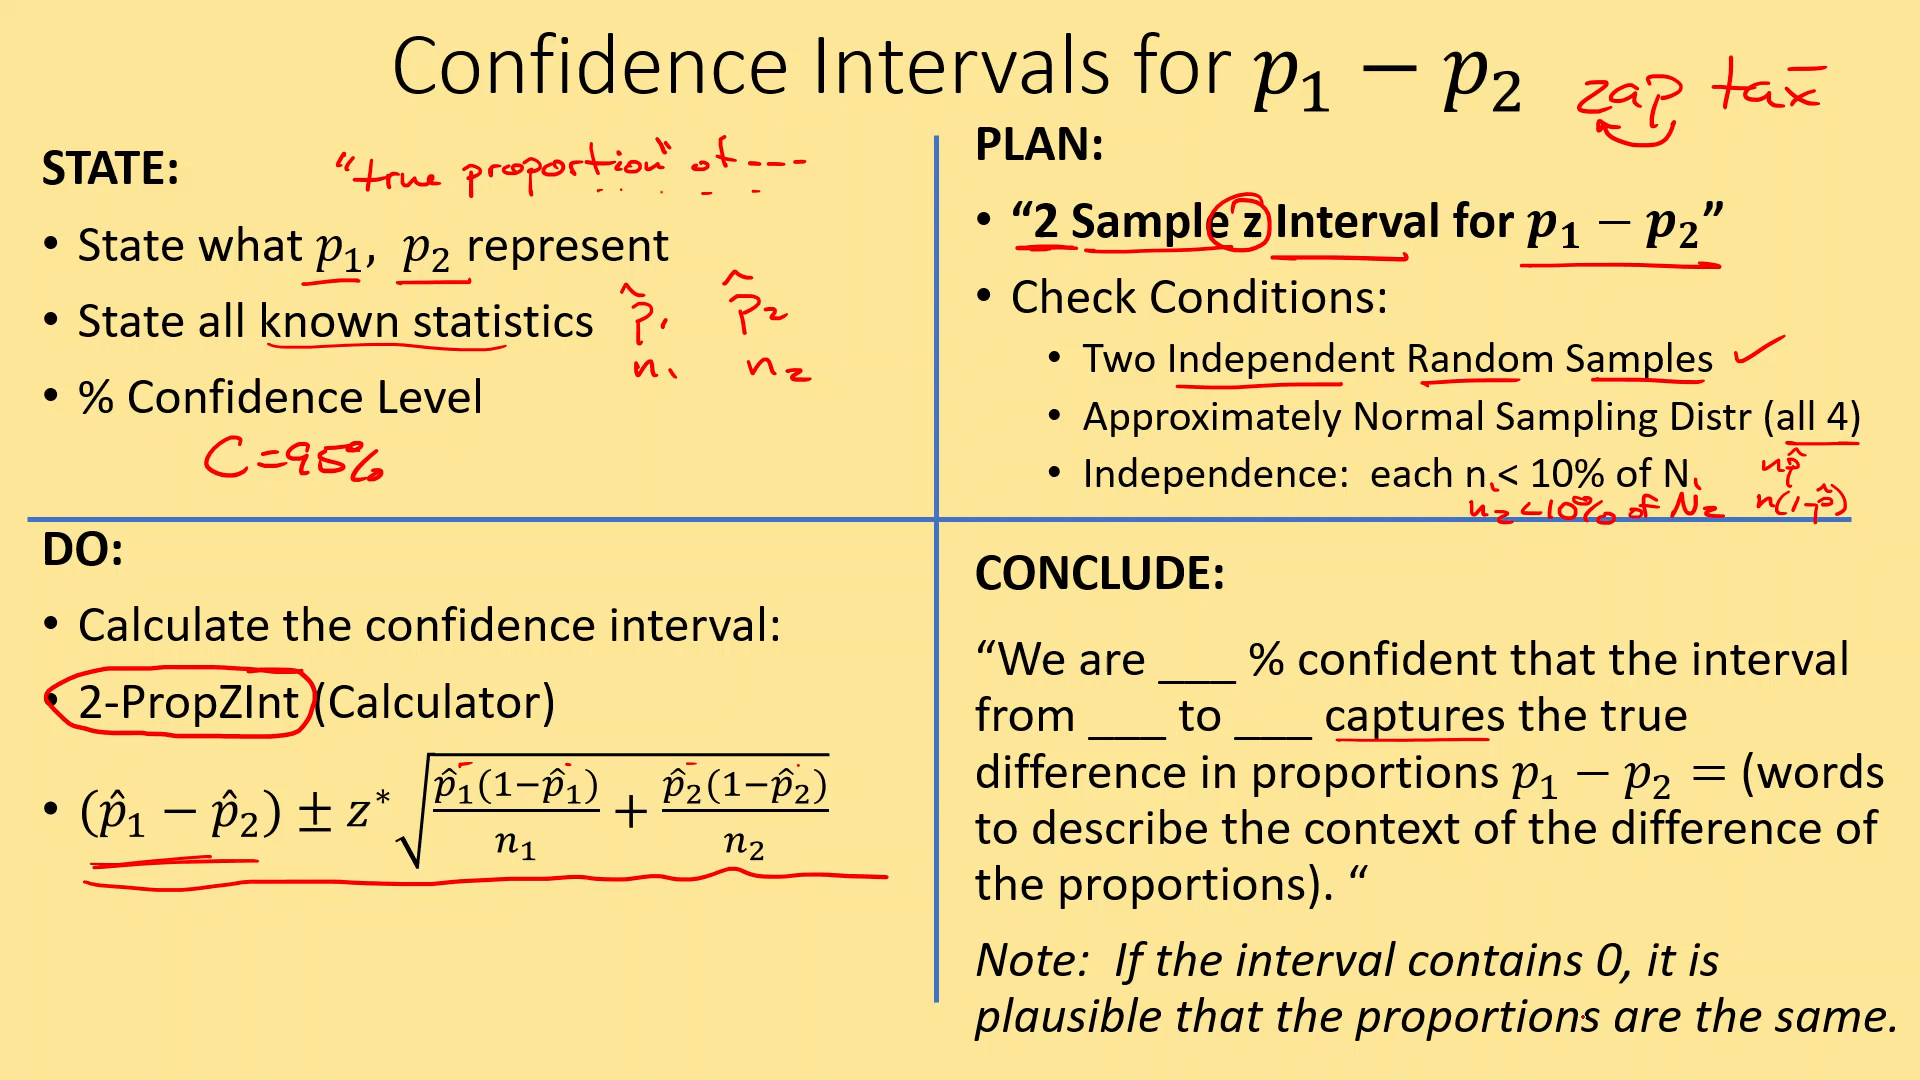 Confidence Intervals for p₁ − p₂
zap tax̄
STATE:
"true proportion" of ----
• State what p₁, p₂ represent
• State all known statistics p̂₁ p̂₂
n₁ n₂
• % Confidence Level
C=95%
PLAN:
• “2 Sample z Interval for p₁ − p₂”
• Check Conditions:
• Two Independent Random Samples ✓
• Approximately Normal Sampling Distr (all 4)
np̂
n(1-p̂)
• Independence: each n₁< 10% of N₁
n₂ <10% of N₂
DO:
• Calculate the confidence interval:
• 2-PropZInt (Calculator)
• (p̂₁ − p̂₂) ± z* √(p̂₁(1−p̂₁)/n₁ + p̂₂(1−p̂₂)/n₂)
CONCLUDE:
“We are ___ % confident that the interval
from ___ to ___ captures the true
difference in proportions p₁ − p₂ = (words
to describe the context of the difference of
the proportions). “
Note: If the interval contains 0, it is
plausible that the proportions are the same.